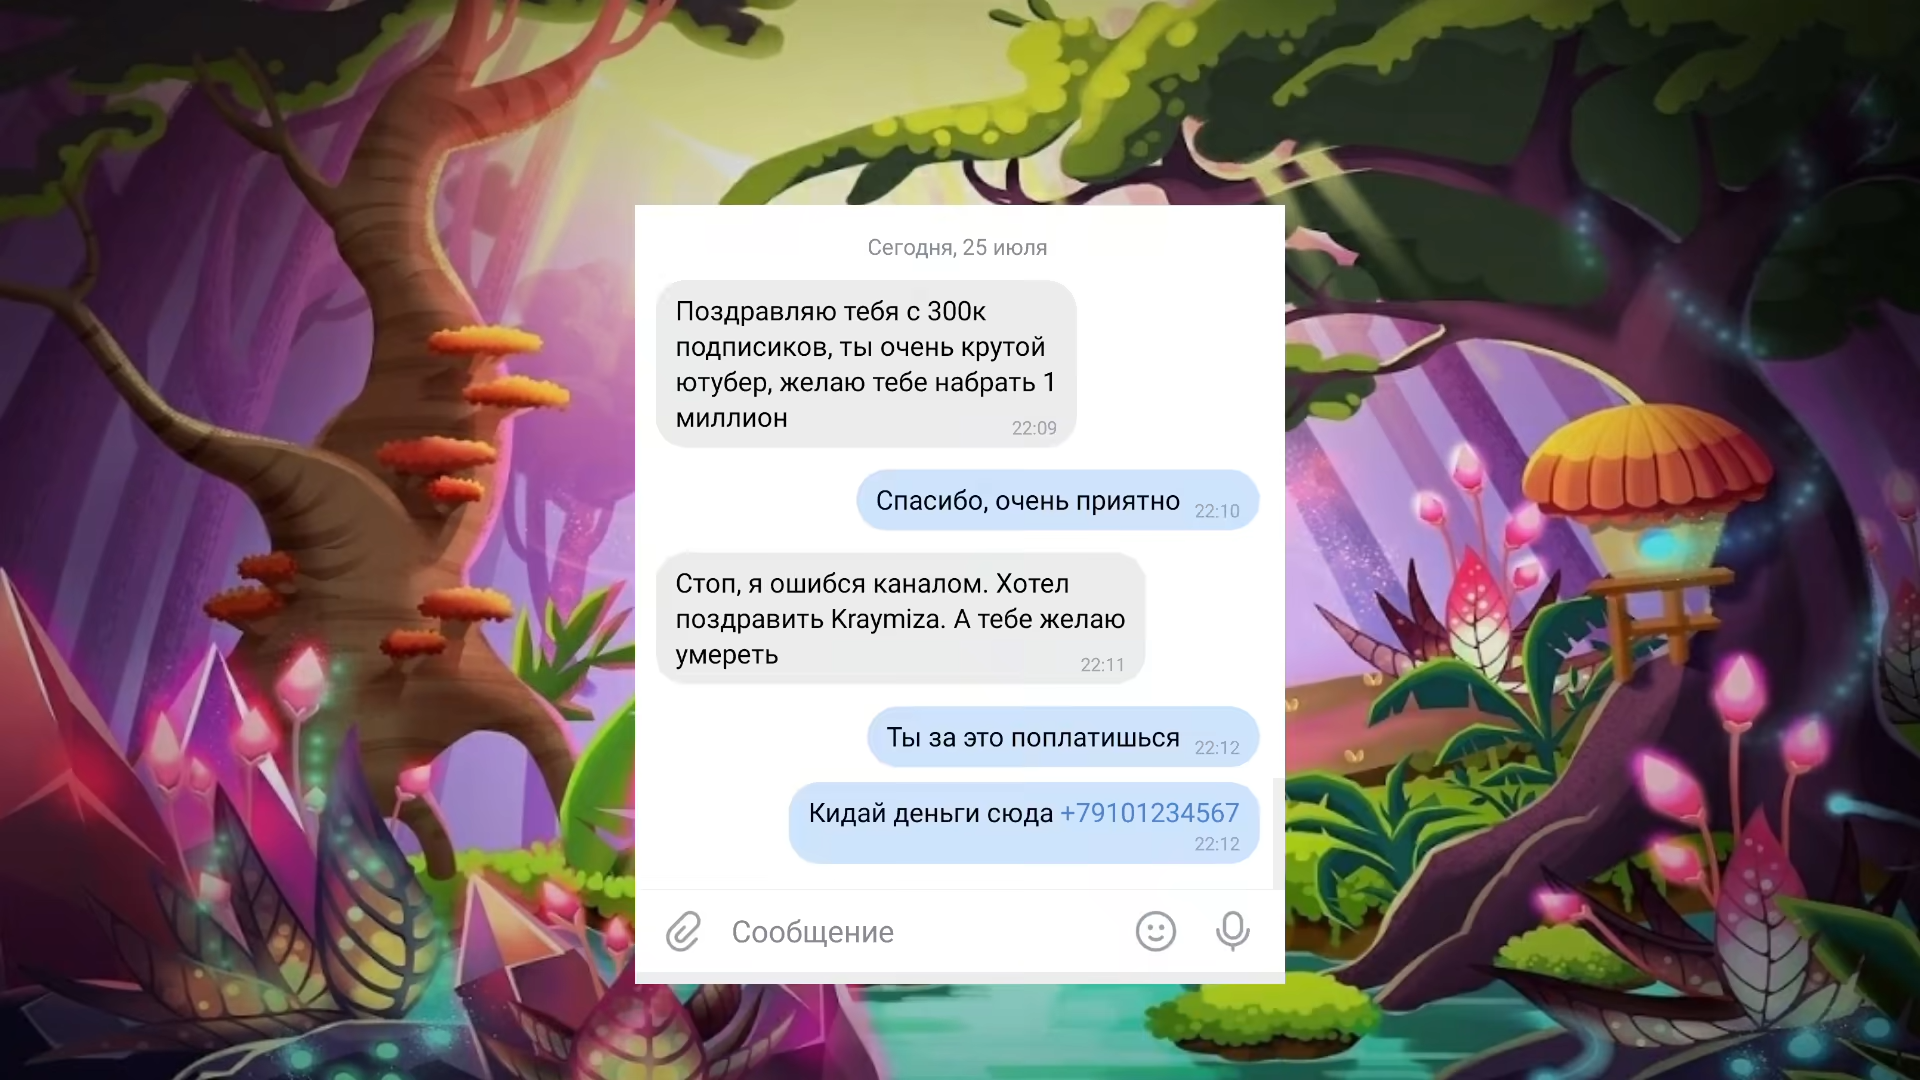 Сегодня, 25 июля
Поздравляю тебя с 300к
подписиков, ты очень крутой
ютубер, желаю тебе набрать 1
миллион
22:09
Спасибо, очень приятно
22:10
Стоп, я ошибся каналом. Хотел
поздравить Kraymiza. А тебе желаю
умереть
22:11
Ты за это поплатишься
22:12
Кидай деньги сюда +79101234567
22:12
Сообщение